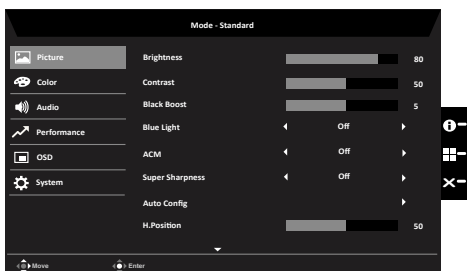 Mode - Standard
Picture
Color
Audio
Performance
OSD
System
Brightness 80
Contrast 50
Black Boost 5
Blue Light Off
ACM Off
Super Sharpness Off
Auto Config
H.Position 50
Move Enter